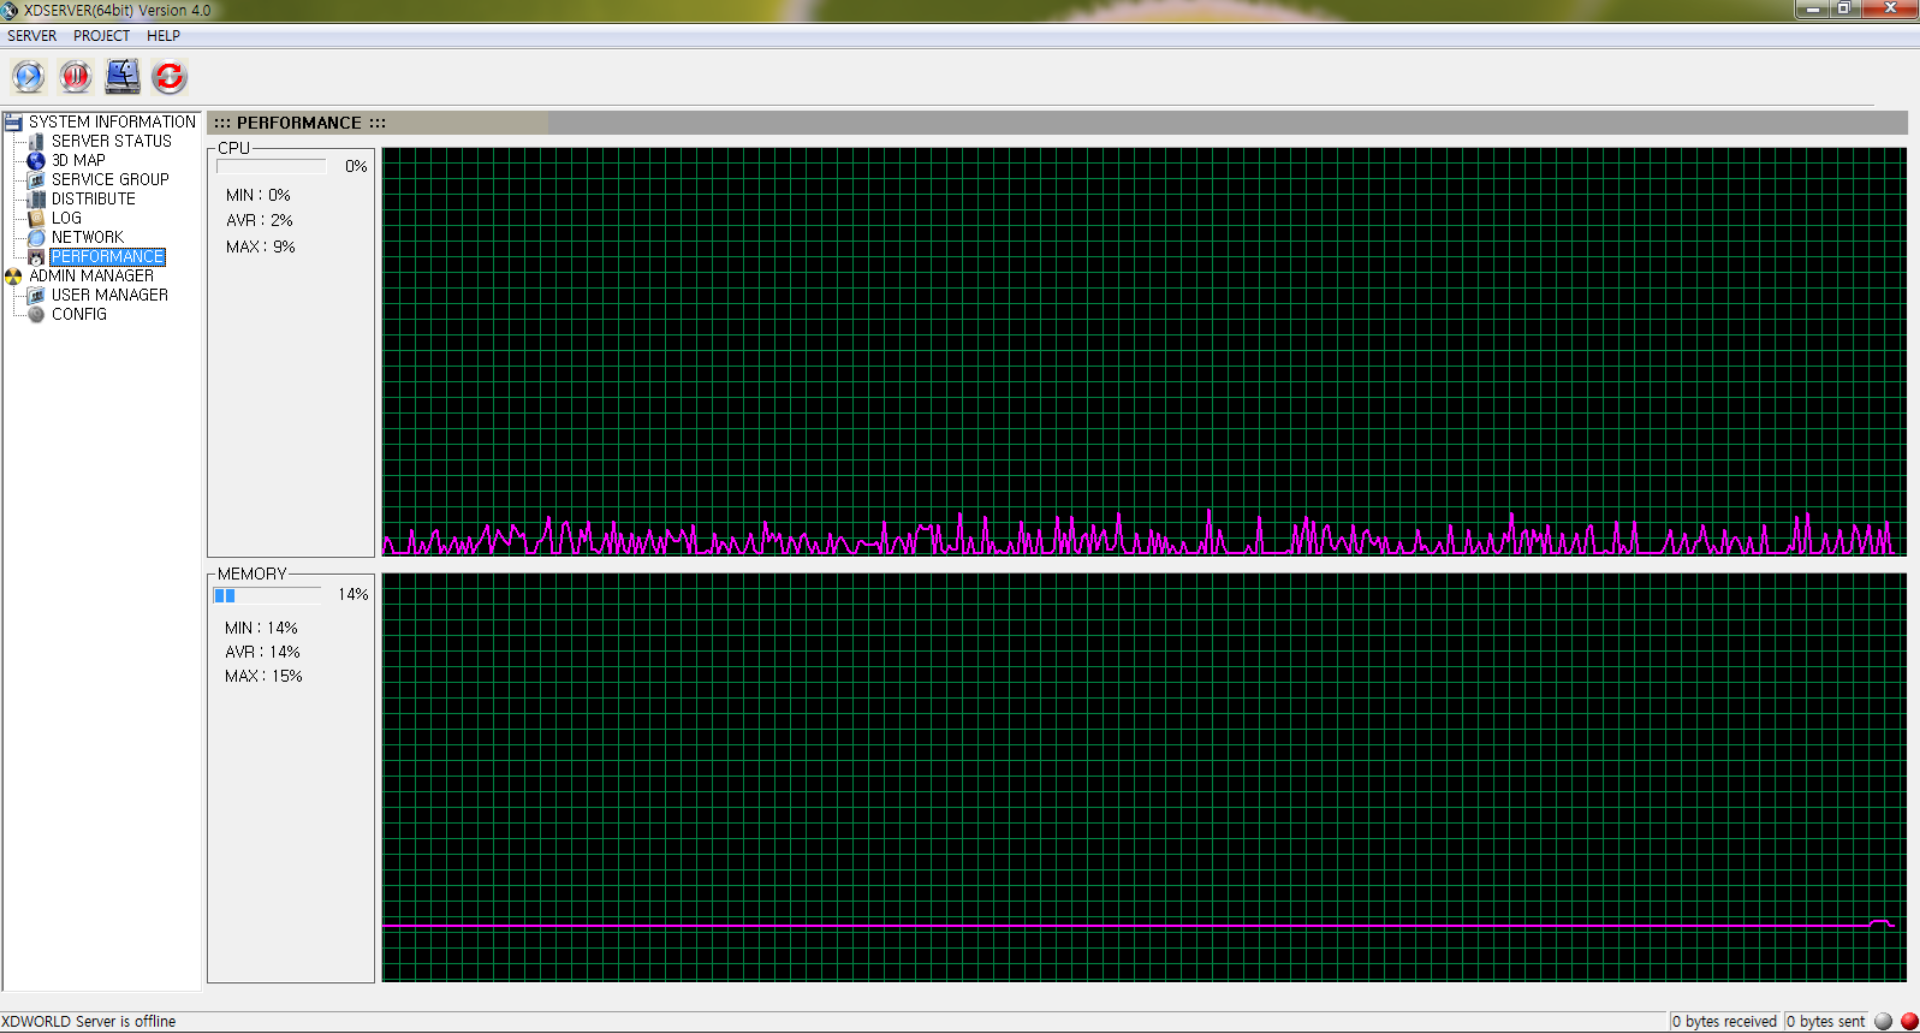 XDSERVER(64bit) Version 4.0
SERVER PROJECT HELP
SYSTEM INFORMATION
SERVER STATUS
3D MAP
SERVICE GROUP
DISTRIBUTE
LOG
NETWORK
PERFORMANCE
ADMIN MANAGER
USER MANAGER
CONFIG
::: PERFORMANCE :::
CPU
0%
MIN : 0%
AVR : 2%
MAX : 9%
MEMORY
14%
MIN : 14%
AVR : 14%
MAX : 15%
XDWORLD Server is offline
0 bytes received 0 bytes sent